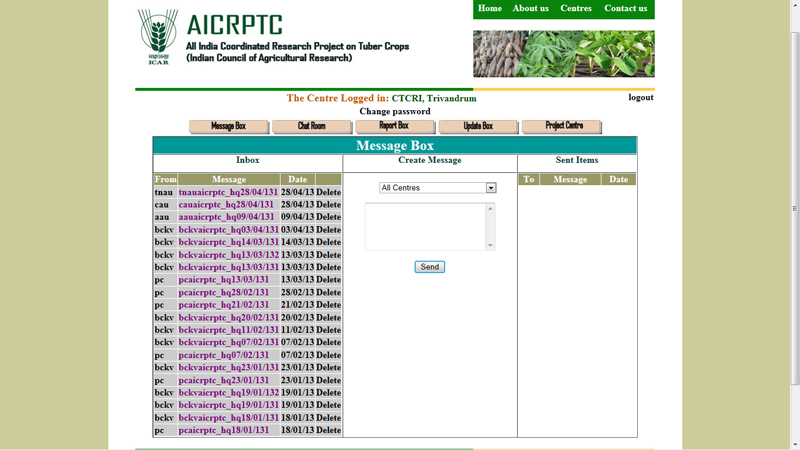 Home About us Centres Contact us
AICRPTC
All India Coordinated Research Project on Tuber Crops
(Indian Council of Agricultural Research)
ICAR
The Centre Logged in: CTCRI, Trivandrum
logout
Change password
Message Box Chat Room Report Box Update Box Project Centre
Message Box
Inbox Create Message Sent Items
From Message Date
To Message Date
All Centres
Send
tnau tnauaicrptc_hq28/04/131 28/04/13 Delete
cau cauaicrptc_hq28/04/131 28/04/13 Delete
aau aauaicrptc_hq09/04/131 09/04/13 Delete
bckv bckvaicrptc_hq03/04/131 03/04/13 Delete
bckv bckvaicrptc_hq14/03/131 14/03/13 Delete
bckv bckvaicrptc_hq13/03/132 13/03/13 Delete
bckv bckvaicrptc_hq13/03/131 13/03/13 Delete
pc pcaicrptc_hq13/03/131 13/03/13 Delete
pc pcaicrptc_hq28/02/131 28/02/13 Delete
pc pcaicrptc_hq21/02/131 21/02/13 Delete
bckv bckvaicrptc_hq20/02/131 20/02/13 Delete
bckv bckvaicrptc_hq11/02/131 11/02/13 Delete
bckv bckvaicrptc_hq07/02/131 07/02/13 Delete
pc pcaicrptc_hq07/02/131 07/02/13 Delete
bckv bckvaicrptc_hq23/01/131 23/01/13 Delete
pc pcaicrptc_hq23/01/131 23/01/13 Delete
bckv bckvaicrptc_hq19/01/132 19/01/13 Delete
bckv bckvaicrptc_hq19/01/131 19/01/13 Delete
bckv bckvaicrptc_hq18/01/131 18/01/13 Delete
pc pcaicrptc_hq18/01/131 18/01/13 Delete